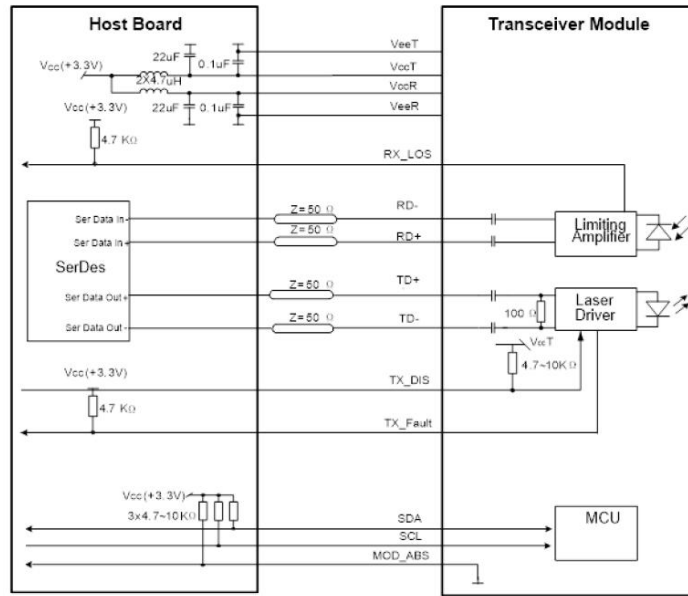 Host Board
Transceiver Module
VeeT
22uF
0.1uF
Vcc(+3.3V)
VccT
2X4.7uH
VccR
Vcc(+3.3V)
22uF
0.1uF
VeeR
4.7 KΩ
RX_LOS
Z=50 Ω
RD-
Ser Data In-
Z=50 Ω
RD+
Limiting
Amplifier
Ser Data In+
SerDes
Z=50 Ω
TD+
Ser Data Out+
Laser
Driver
100 Ω
Z=50 Ω
TD-
Ser Data Out-
VccT
4.7~10KΩ
Vcc(+3.3V)
TX_DIS
4.7 KΩ
TX_Fault
Vcc(+3.3V)
3x4.7~10KΩ
SDA
MCU
SCL
MOD_ABS